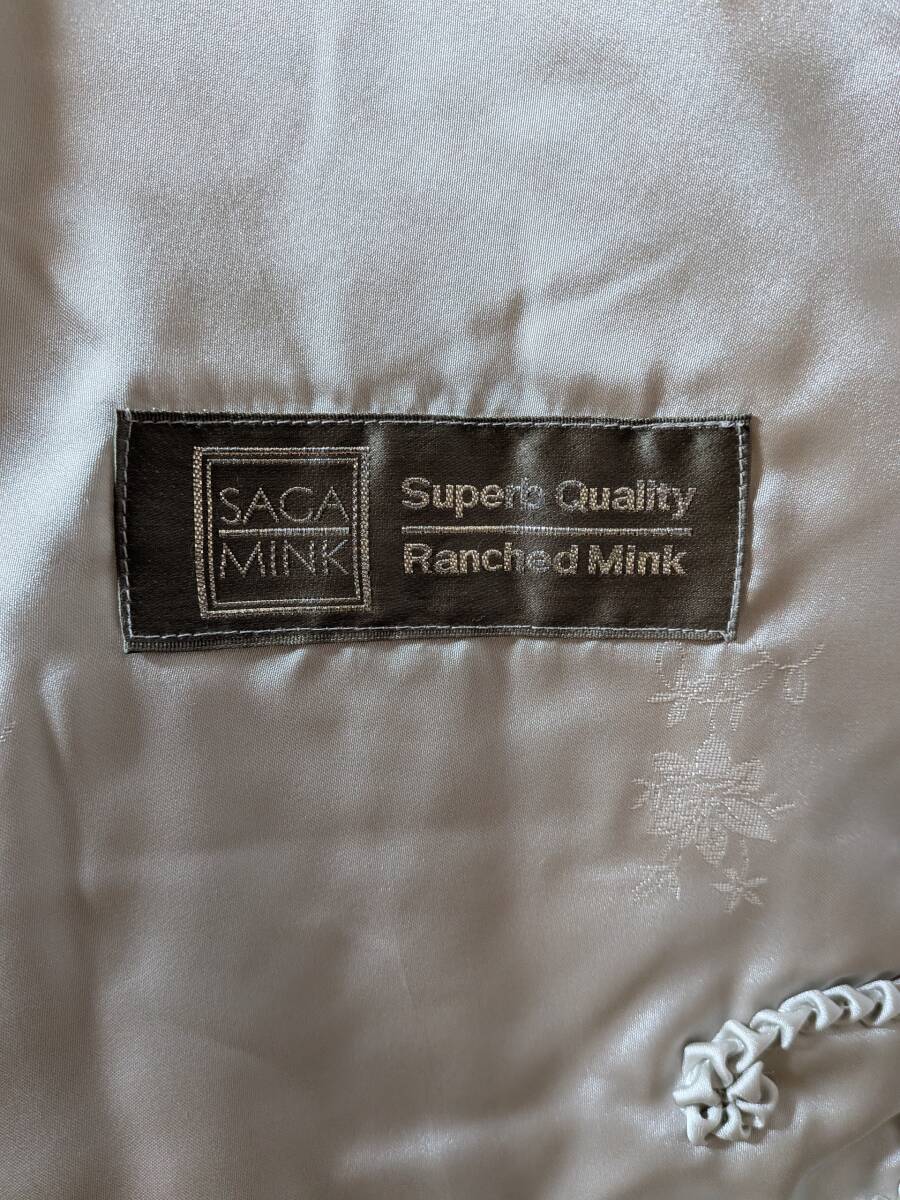 SAGA
MINK
Superb Quality
Ranched Mink